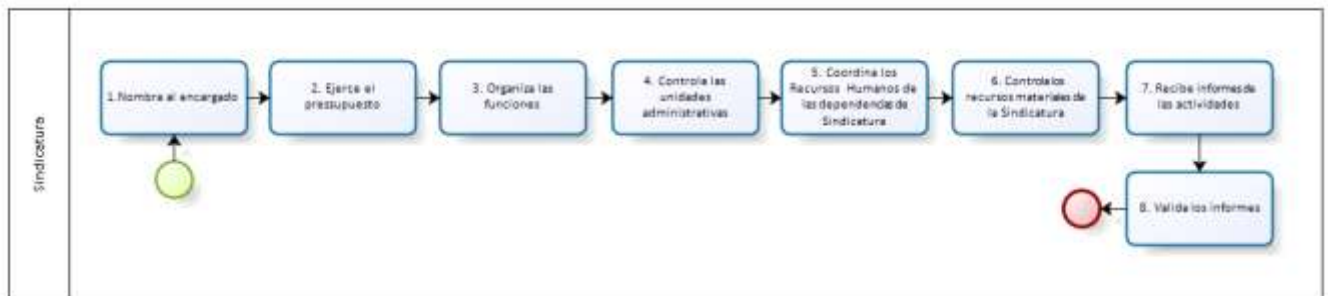 Sindicatura
1.Nombra al encargado
2. Ejerce el
pressupuesto
3. Organiza las
funciones
4. Controla las
unidades
administrativas
5. Coordina los
Recursos Humanos de
las dependencias de
Sindicatura
6. Controla los
recursos materiales de
la Sindicatura
7. Recibe informes de
las actividades
8. Valida los informes